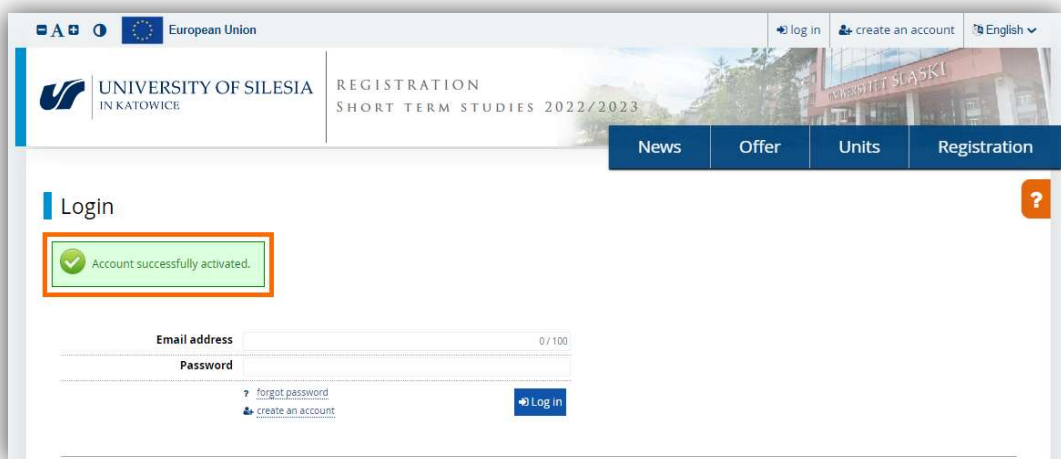 A European Union log in create an account English
UNIVERSITY OF SILESIA
IN KATOWICE
REGISTRATION
SHORT TERM STUDIES 2022/2023
UNIWERSYTET ŚLĄSKI
News Offer Units Registration
?
Login
Account successfully activated.
Email address 0 / 100
Password
? forgot password
create an account
Log in